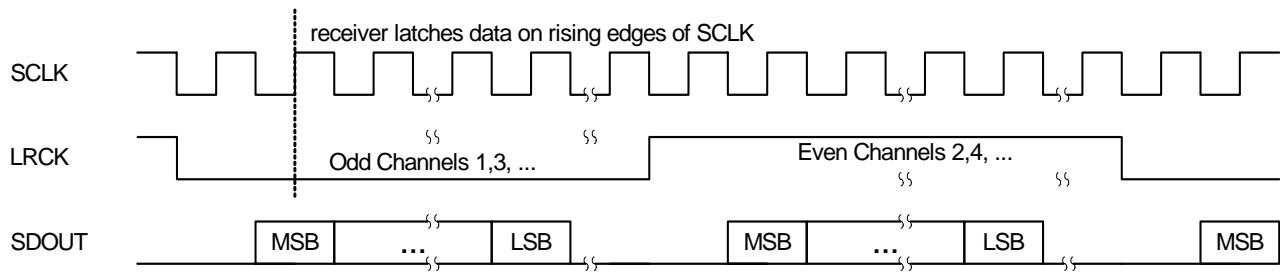 receiver latches data on rising edges of SCLK
SCLK
LRCK
Odd Channels 1,3, ...
Even Channels 2,4, ...
SDOUT
MSB
...
LSB
MSB
...
LSB
MSB